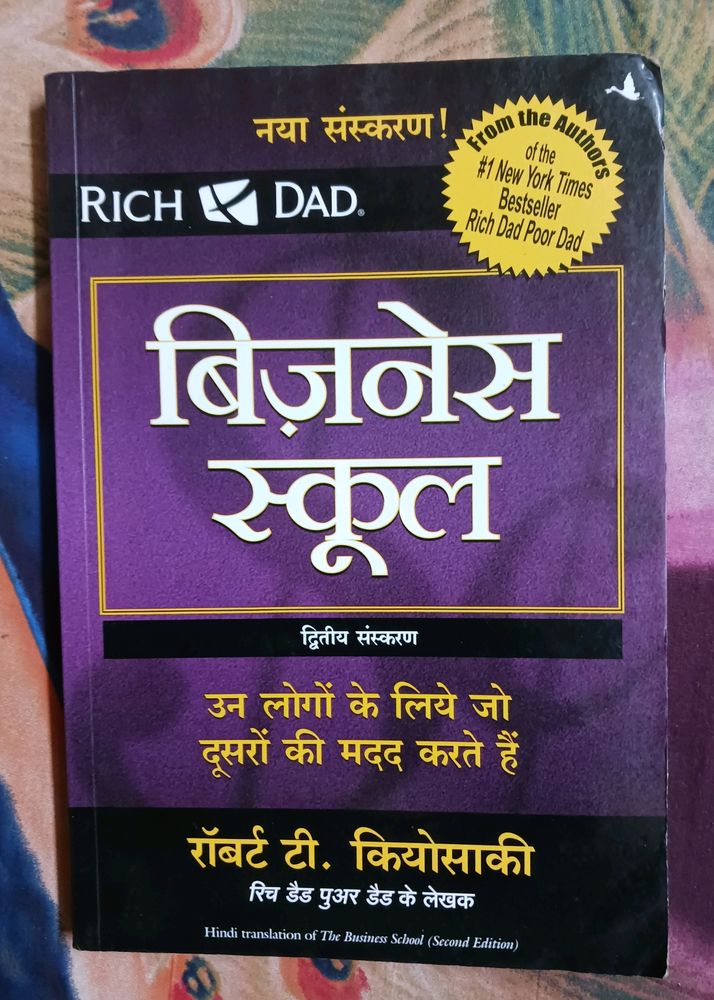 नया संस्करण!
From the Authors
of the
#1 New York Times
Bestseller
Rich Dad Poor Dad
RICH DAD®
बिज़नेस
स्कूल
द्वितीय संस्करण
उन लोगों के लिये जो
दूसरों की मदद करते हैं
रॉबर्ट टी. कियोसाकी
रिच डैड पुअर डैड के लेखक
Hindi translation of The Business School (Second Edition)